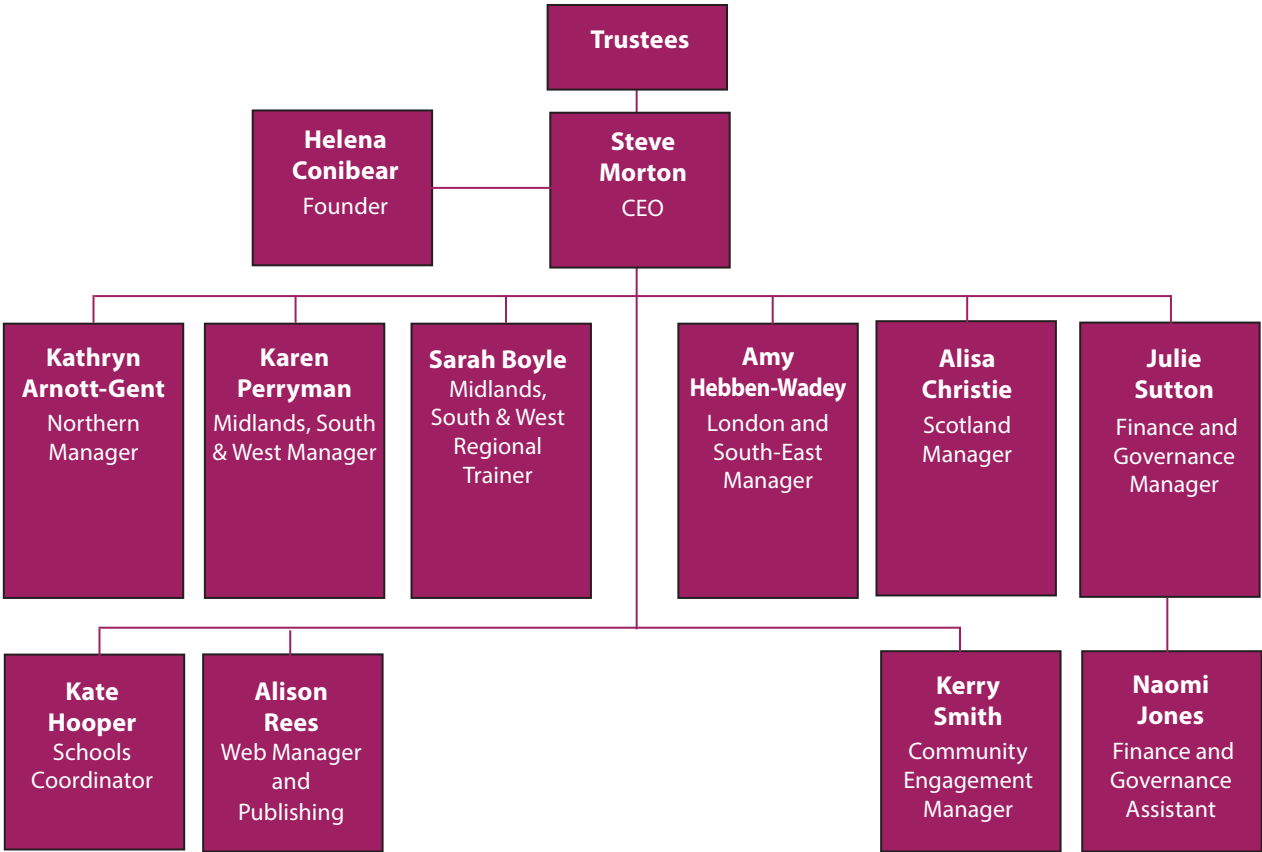 Trustees
Helena
Conibear
Founder
Steve
Morton
CEO
Kathryn
Arnott-Gent
Northern
Manager
Karen
Perryman
Midlands, South
& West Manager
Sarah Boyle
Midlands,
South & West
Regional
Trainer
Amy
Hebben-Wadey
London and
South-East
Manager
Alisa
Christie
Scotland
Manager
Julie
Sutton
Finance and
Governance
Manager
Kate
Hooper
Schools
Coordinator
Alison
Rees
Web Manager
and
Publishing
Kerry
Smith
Community
Engagement
Manager
Naomi
Jones
Finance and
Governance
Assistant